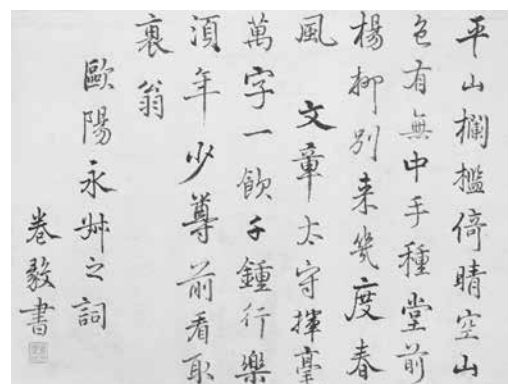 平山欄檻倚晴空山
色有無中手種堂前
楊柳別来幾度春
風　文章太守揮毫
萬字一飲千鍾行樂
須年少尊前看取
衰翁
歐陽永叔之詞
毅書